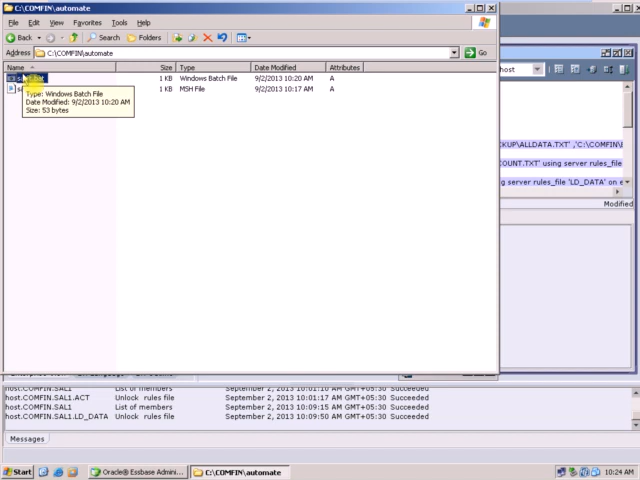 C:\COMFIN\automate
File Edit View Favorites Tools Help
Back Search Folders
Address C:\COMFIN\automate Go
Name Size Type Date Modified Attributes
1 KB Windows Batch File 9/2/2013 10:20 AM A
1 KB MSH File 9/2/2013 10:17 AM A
Type: Windows Batch File
Date Modified: 9/2/2013 10:20 AM
Size: 53 bytes
host
KUP\ALLDATA.TXT' ,'C:\COMFIN\
OUNT.TXT' using server rules_file
g server rules_file 'LD_DATA' on e
Modified
host.COMFIN.SAL1 List of members September 2, 2013 10:01:10 AM GMT+05:30 Succeeded
host.COMFIN.SAL1.ACT Unlock rules file September 2, 2013 10:01:17 AM GMT+05:30 Succeeded
host.COMFIN.SAL1 List of members September 2, 2013 10:09:15 AM GMT+05:30 Succeeded
host.COMFIN.SAL1.LD_DATA Unlock rules file September 2, 2013 10:09:50 AM GMT+05:30 Succeeded
Messages
Start Oracle® Essbase Admini... C:\COMFIN\automate 10:24 AM